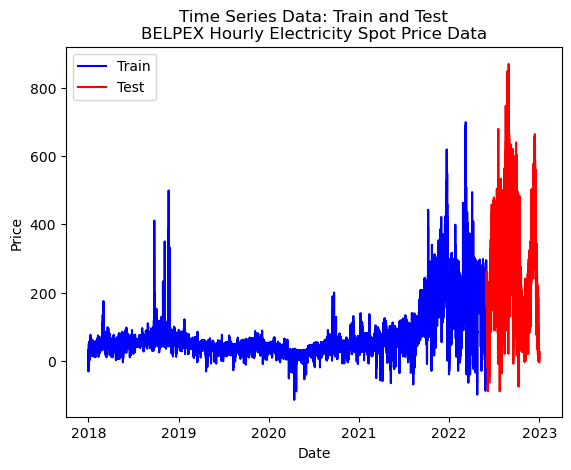 Time Series Data: Train and Test
BELPEX Hourly Electricity Spot Price Data
Train
Test
800
600
400
200
0
Price
2018 2019 2020 2021 2022 2023
Date